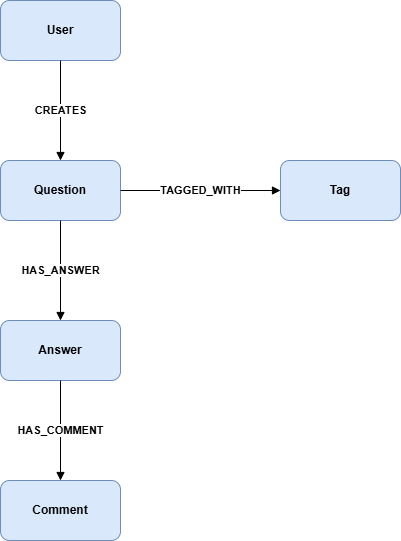 User
CREATES
Question
TAGGED_WITH
Tag
HAS_ANSWER
Answer
HAS_COMMENT
Comment